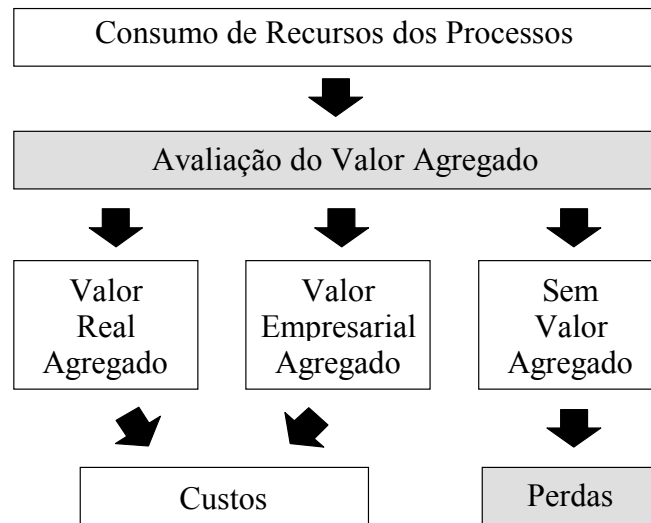 Consumo de Recursos dos Processos
Avaliação do Valor Agregado
Valor
Real
Agregado
Valor
Empresarial
Agregado
Sem
Valor
Agregado
Custos
Perdas